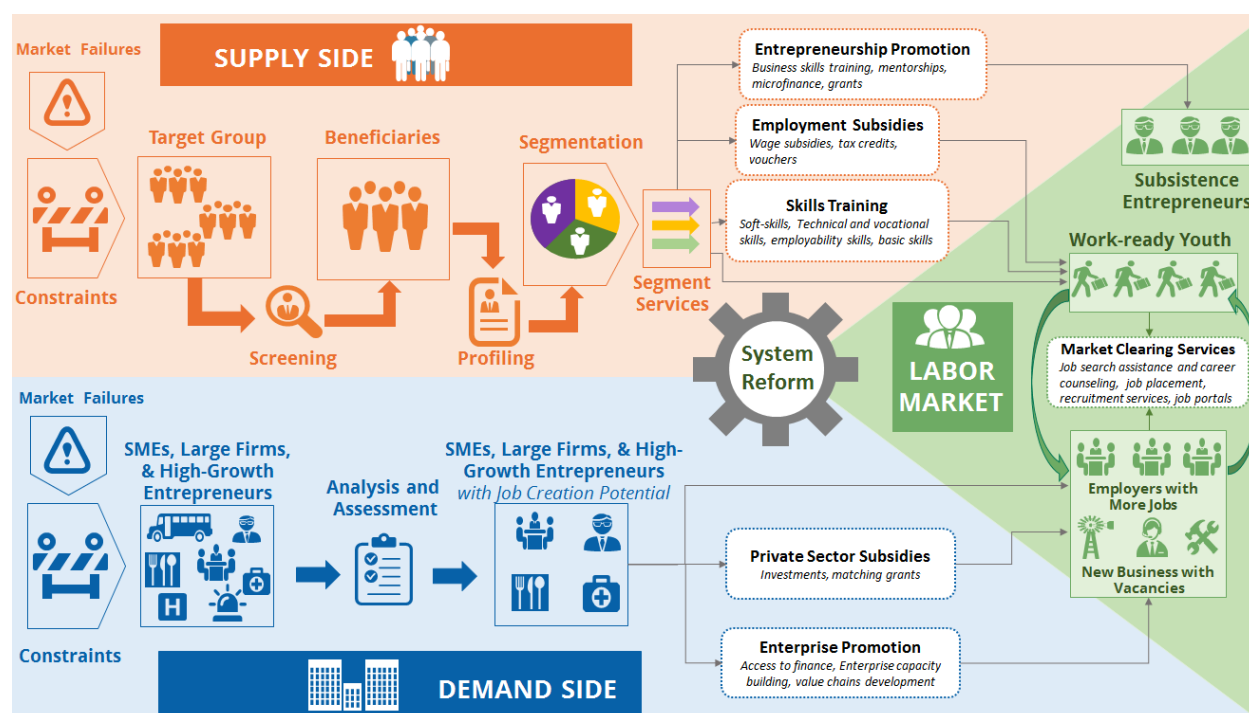 Market Failures
SUPPLY SIDE
Target Group
Beneficiaries
Segmentation
Constraints
Screening
Profiling
Segment
Services
Entrepreneurship Promotion
Business skills training, mentorships,
microfinance, grants
Employment Subsidies
Wage subsidies, tax credits,
vouchers
Skills Training
Soft-skills, Technical and vocational
skills, employability skills, basic skills
Subsistence
Entrepreneurs
Work-ready Youth
System
Reform
LABOR
MARKET
Market Clearing Services
Job search assistance and career
counseling, job placement,
recruitment services, job portals
Employers with
More Jobs
New Business with
Vacancies
Market Failures
SMEs, Large Firms,
& High-Growth
Entrepreneurs
H
Analysis and
Assessment
SMEs, Large Firms, & High-
Growth Entrepreneurs
with Job Creation Potential
Constraints
Private Sector Subsidies
Investments, matching grants
Enterprise Promotion
Access to finance, Enterprise capacity
building, value chains development
DEMAND SIDE